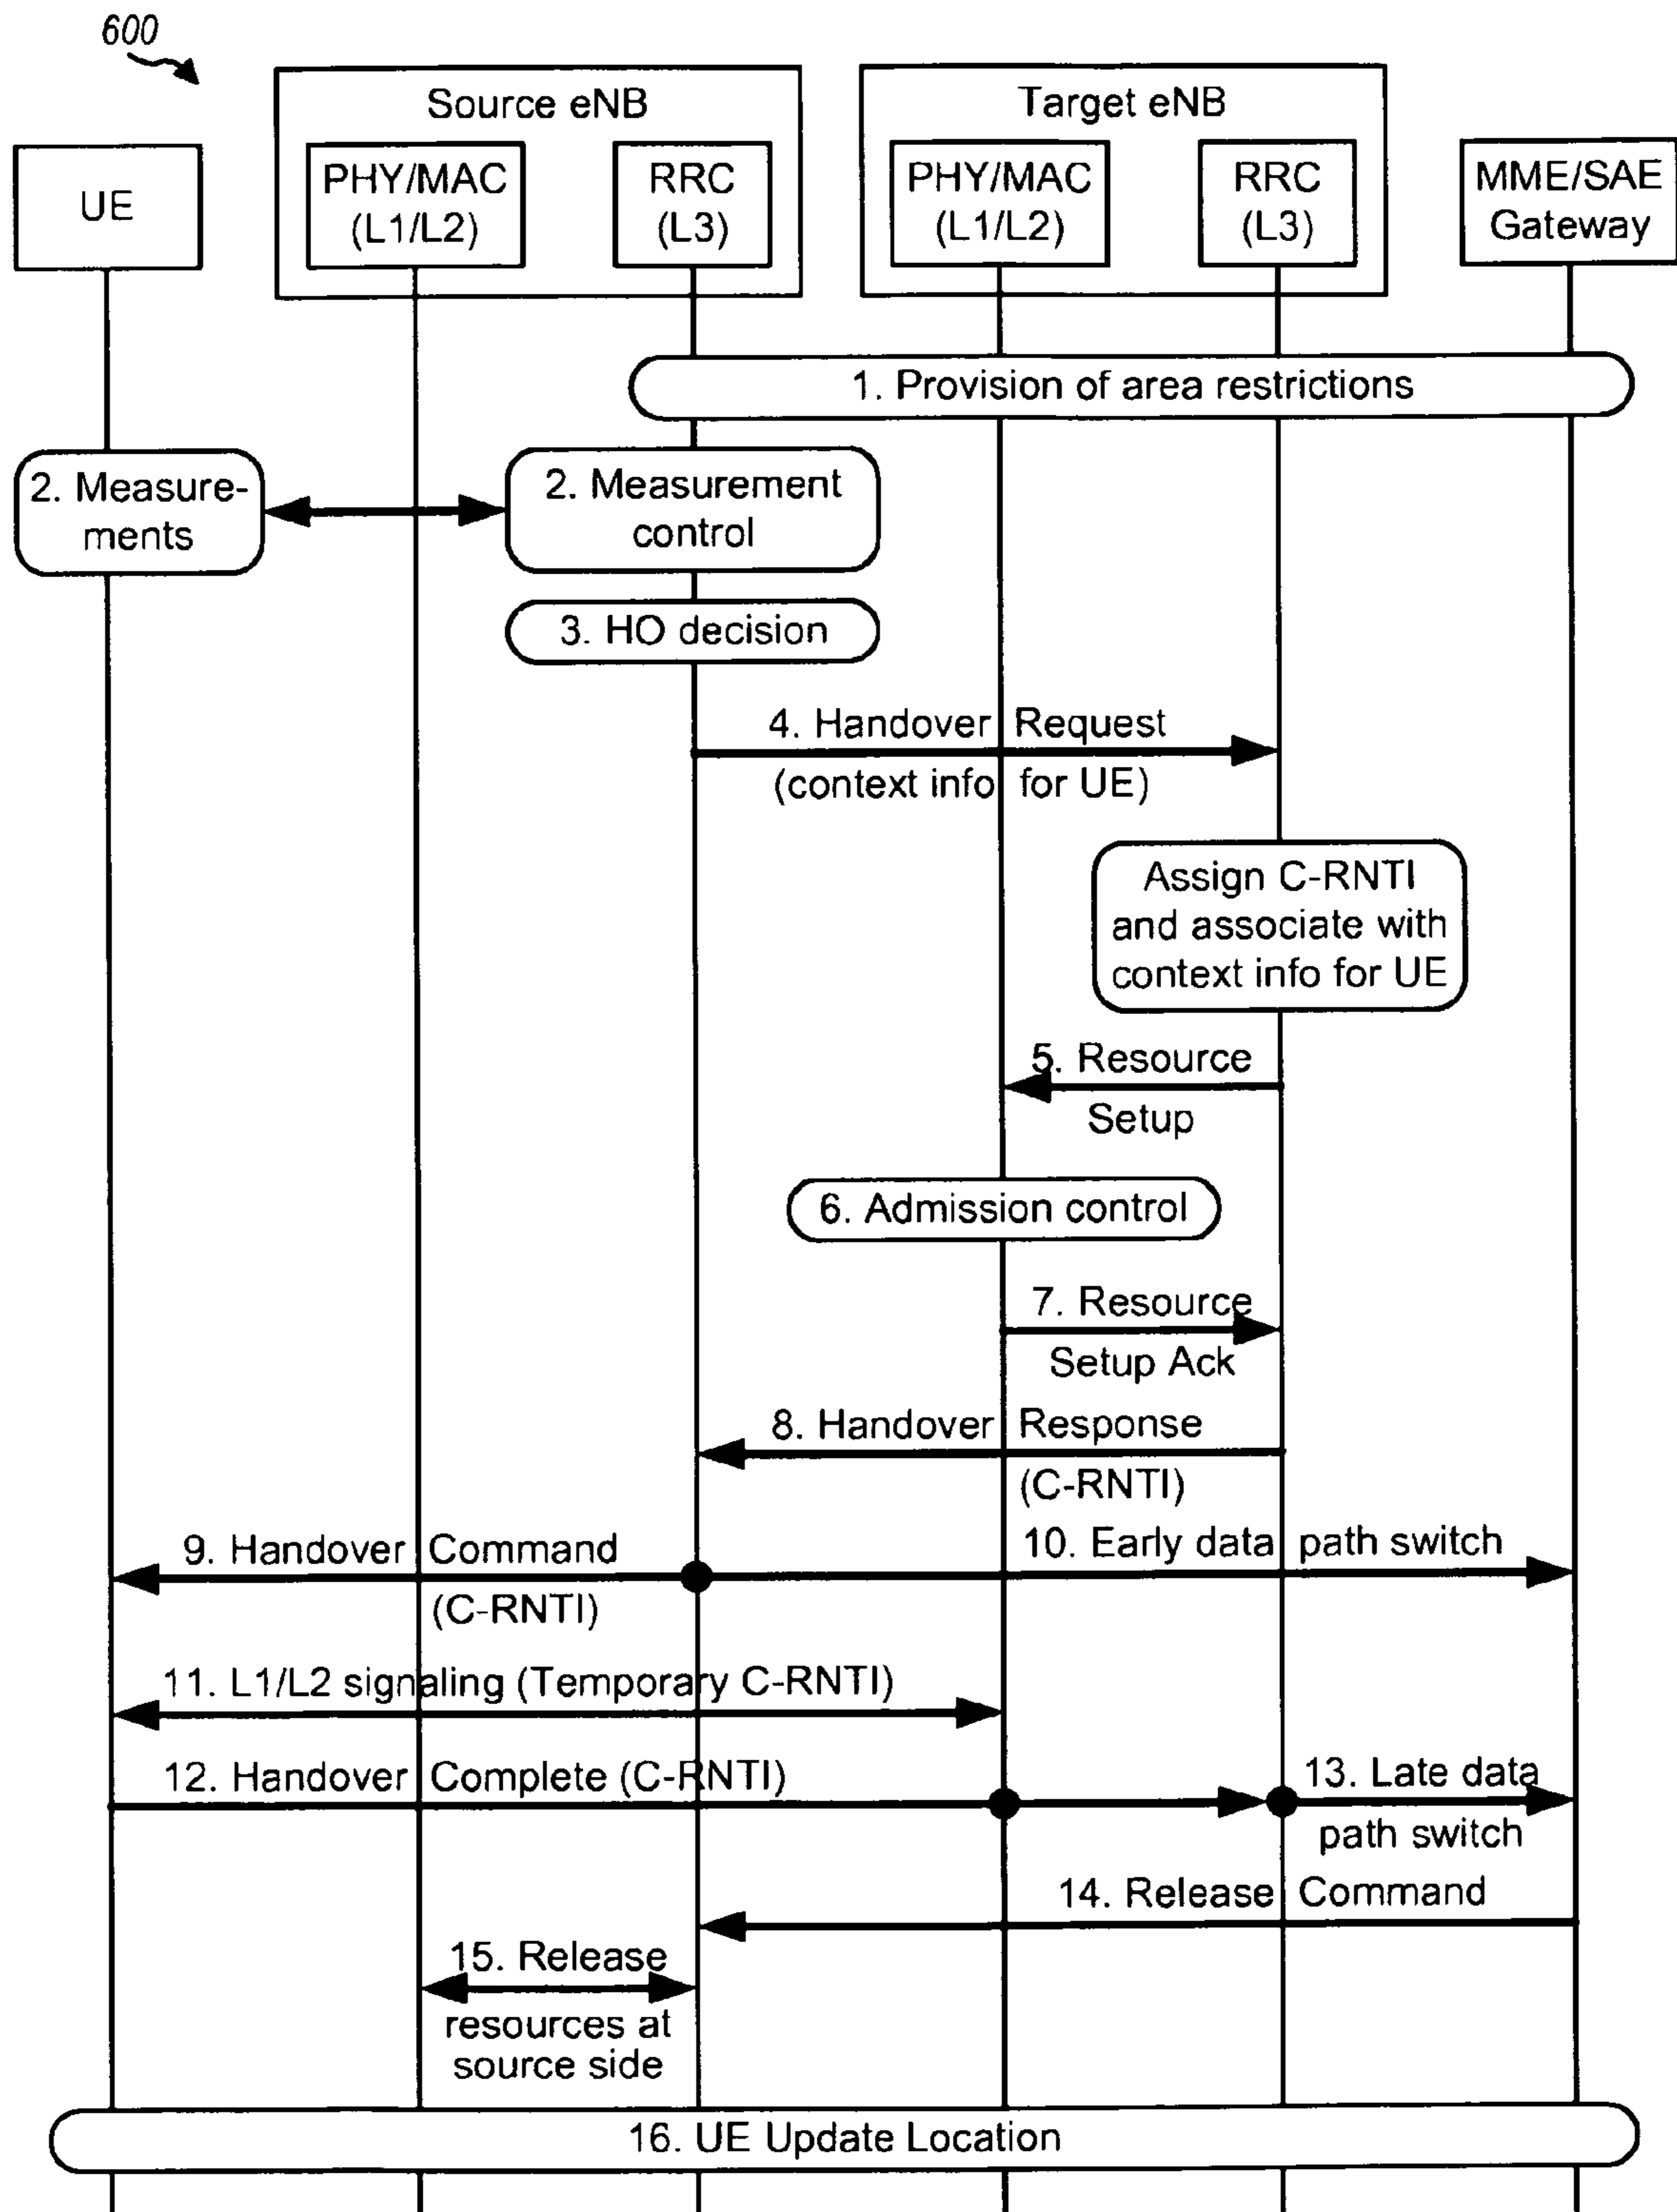 600
Source eNB
Target eNB
UE
PHY/MAC
(L1/L2)
RRC
(L3)
PHY/MAC
(L1/L2)
RRC
(L3)
MME/SAE
Gateway
1. Provision of area restrictions
2. Measure-
ments
2. Measurement
control
3. HO decision
4. Handover Request
(context info for UE)
Assign C-RNTI
and associate with
context info for UE
5. Resource
Setup
6. Admission control
7. Resource
Setup Ack
8. Handover Response
(C-RNTI)
9. Handover Command
(C-RNTI)
10. Early data path switch
11. L1/L2 signaling (Temporary C-RNTI)
12. Handover Complete (C-RNTI)
13. Late data
path switch
14. Release Command
15. Release
resources at
source side
16. UE Update Location